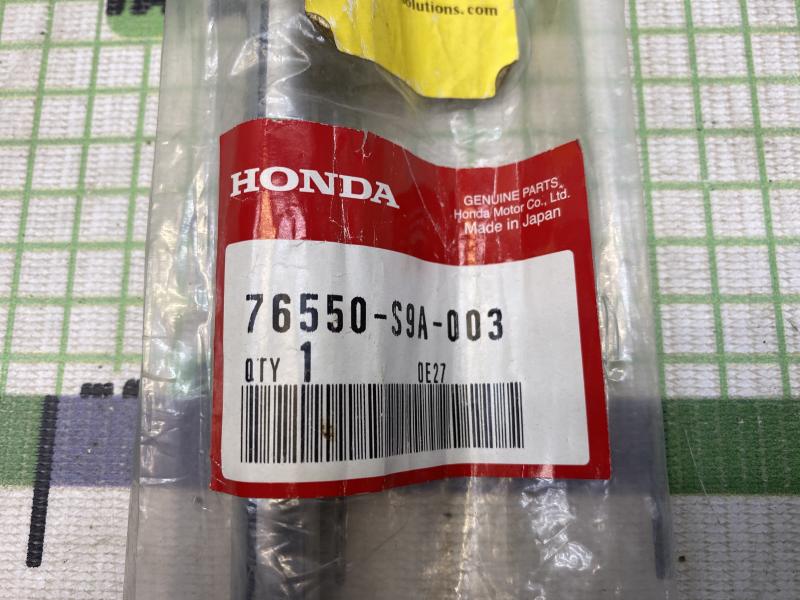 olutions.com
HONDA
GENUINE PARTS
Honda Motor Co., Ltd.
Made in Japan
76550-S9A-003
QTY 1 0E27